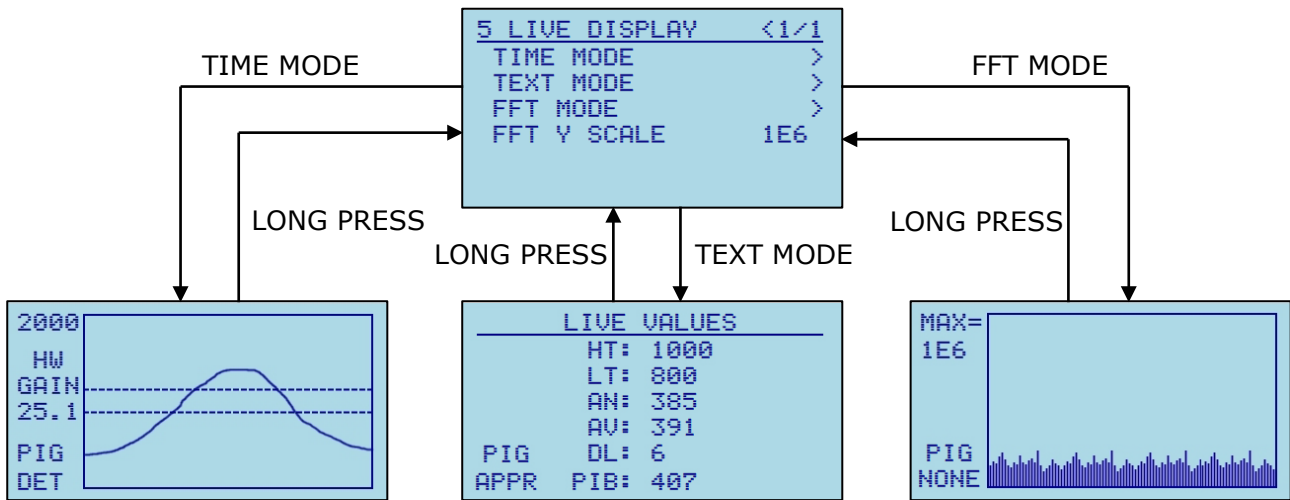 5 LIVE DISPLAY <1/1
TIME MODE >
TEXT MODE >
FFT MODE >
FFT Y SCALE 1E6
TIME MODE
FFT MODE
LONG PRESS
LONG PRESS
TEXT MODE
LONG PRESS
2000
HW
GAIN
25.1
PIG
DET
LIVE VALUES
HT: 1000
LT: 800
AN: 385
AV: 391
PIG DL: 6
APPR PIB: 407
MAX=
1E6
PIG
NONE